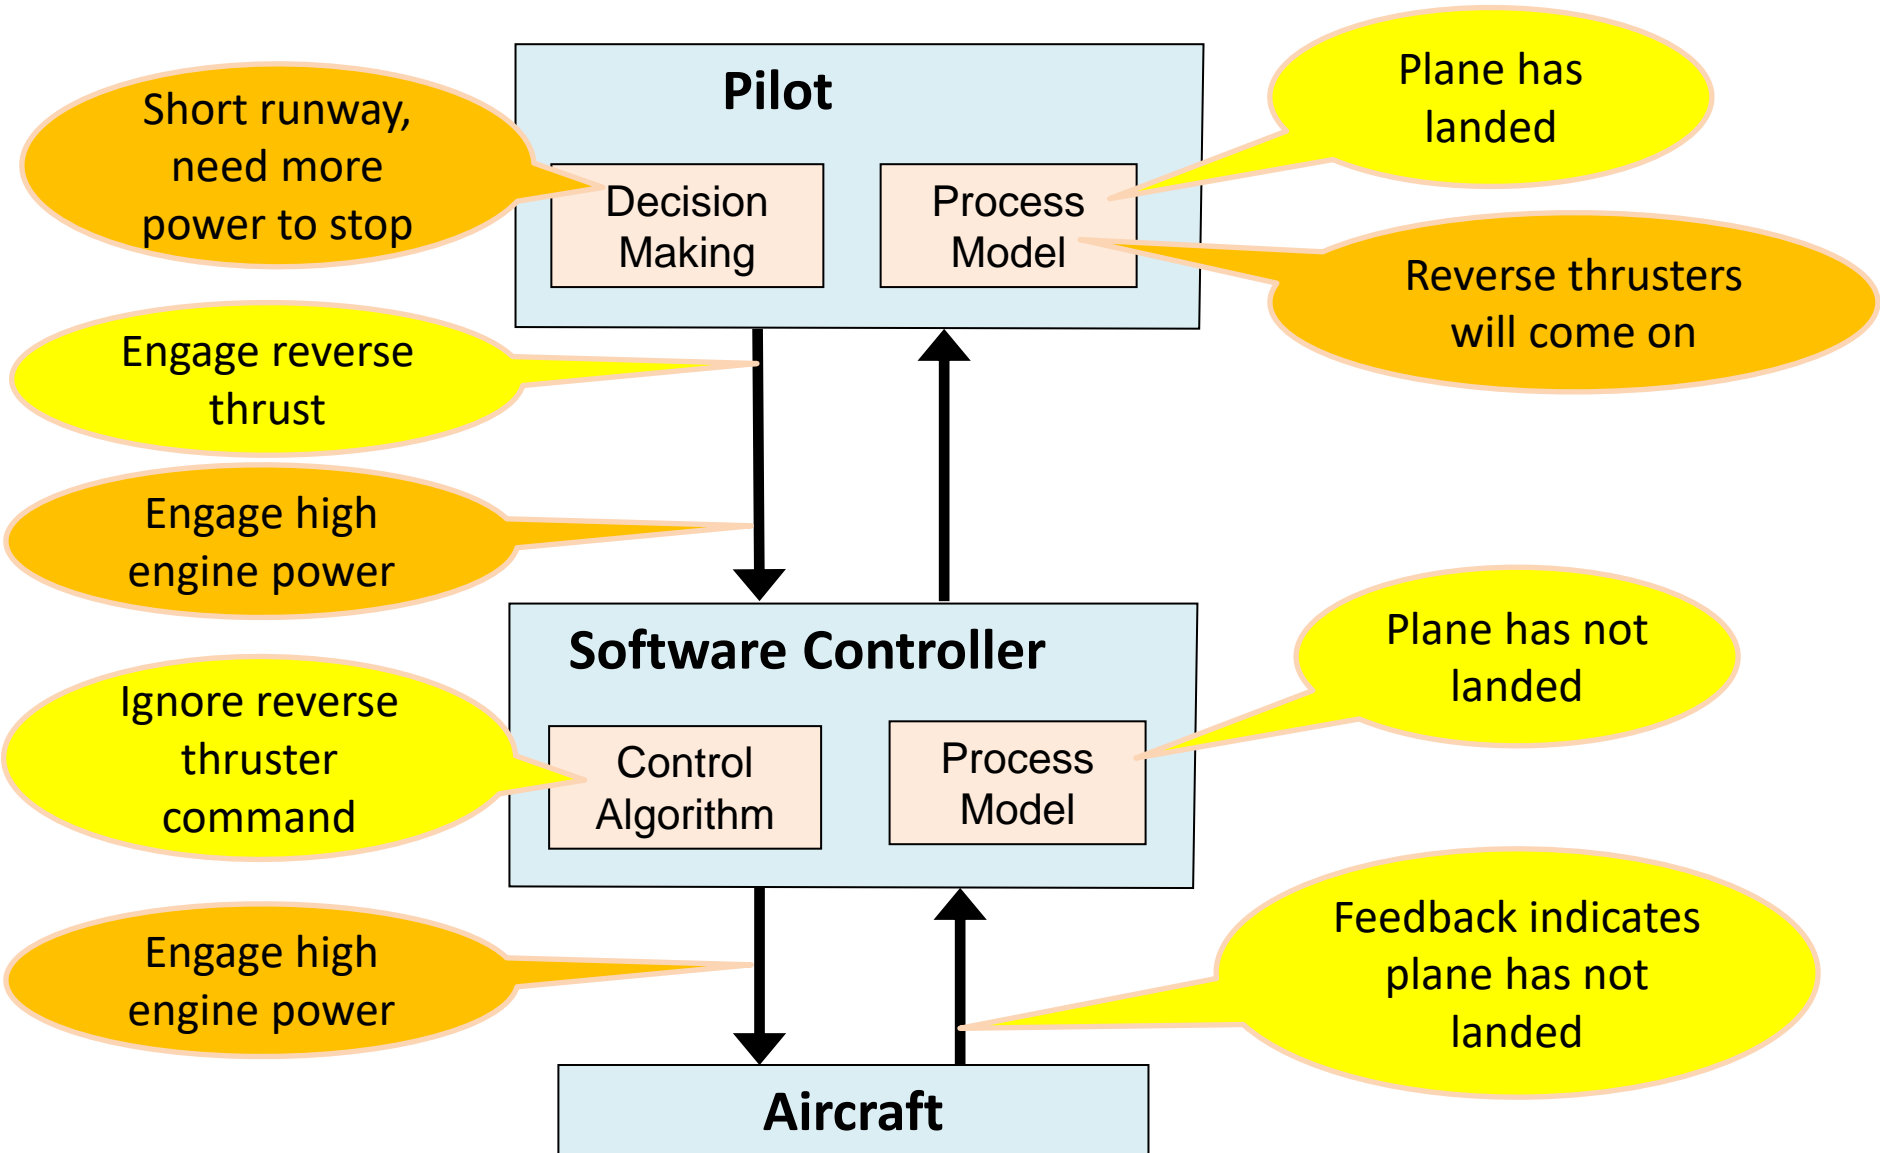 Pilot
Short runway,
need more
power to stop
Decision
Making
Process
Model
Plane has
landed
Reverse thrusters
will come on
Engage reverse
thrust
Engage high
engine power
Software Controller
Ignore reverse
thruster
command
Control
Algorithm
Process
Model
Plane has not
landed
Engage high
engine power
Feedback indicates
plane has not
landed
Aircraft